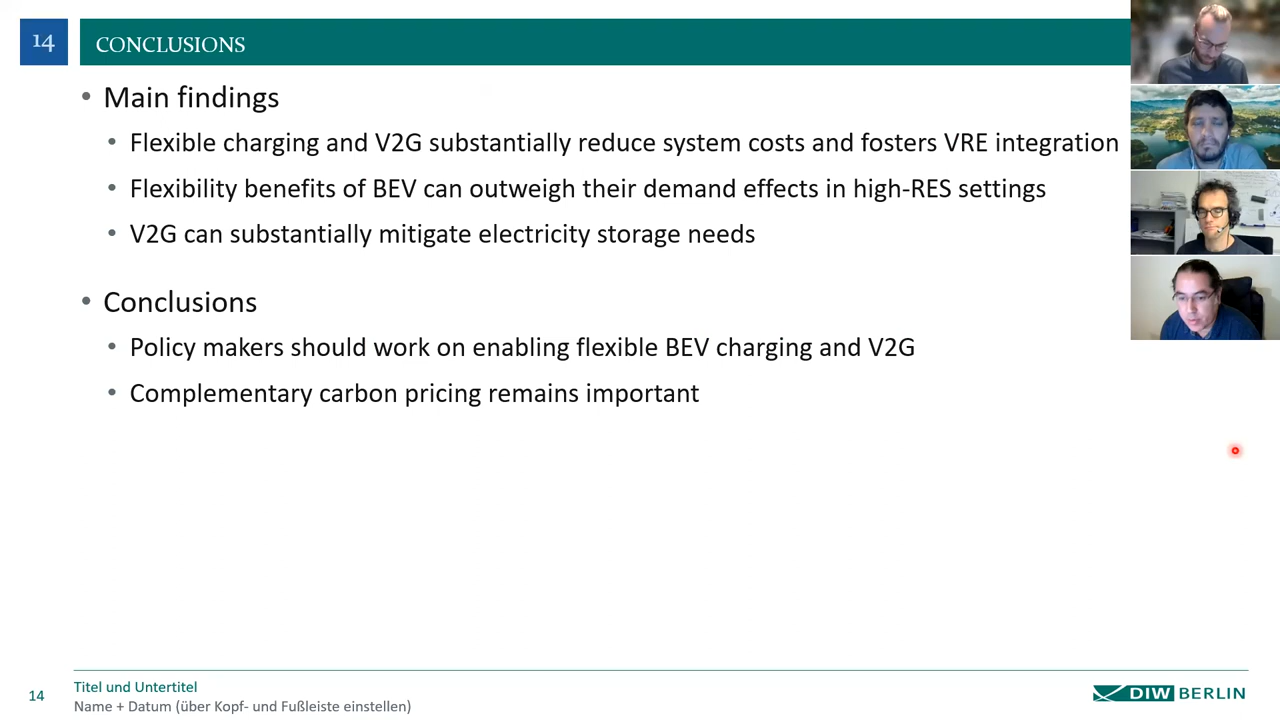 14
CONCLUSIONS
• Main findings
• Flexible charging and V2G substantially reduce system costs and fosters VRE integration
• Flexibility benefits of BEV can outweigh their demand effects in high-RES settings
• V2G can substantially mitigate electricity storage needs
• Conclusions
• Policy makers should work on enabling flexible BEV charging and V2G
• Complementary carbon pricing remains important
14
Titel und Untertitel
Name + Datum (über Kopf- und Fußleiste einstellen)
DIW BERLIN